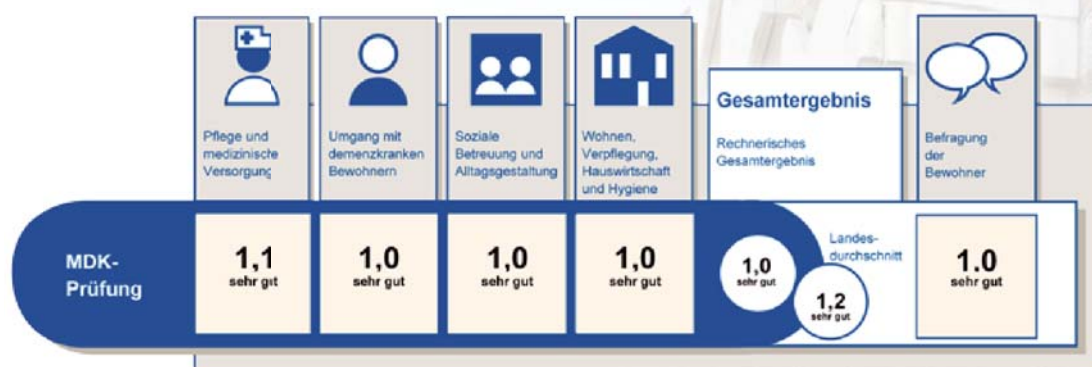 Pflege und
medizinische
Versorgung
Umgang mit
demenzkranken
Bewohnern
Soziale
Betreuung und
Alltagsgestaltung
Wohnen,
Verpflegung,
Hauswirtschaft
und Hygiene
Gesamtergebnis
Rechnerisches
Gesamtergebnis
Befragung
der
Bewohner
MDK-
Prüfung
1,1
sehr gut
1,0
sehr gut
1,0
sehr gut
1,0
sehr gut
1,0
sehr gut
Landes-
durchschnitt
1,2
sehr gut
1.0
sehr gut